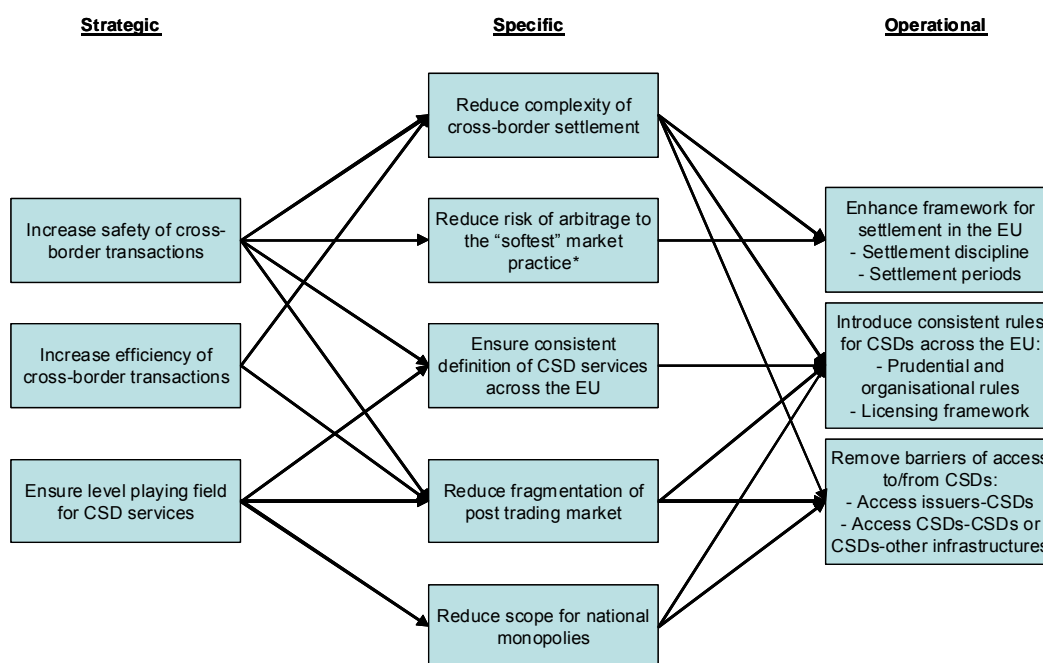 Strategic
Specific
Operational
Reduce complexity of
cross-border settlement
Increase safety of cross-
border transactions
Reduce risk of arbitrage to
the “softest” market
practice*
Enhance framework for
settlement in the EU
- Settlement discipline
- Settlement periods
Increase efficiency of
cross-border transactions
Ensure consistent
definition of CSD services
across the EU
Introduce consistent rules
for CSDs across the EU:
- Prudential and
organisational rules
- Licensing framework
Ensure level playing field
for CSD services
Reduce fragmentation of
post trading market
Remove barriers of access
to/from CSDs:
- Access issuers-CSDs
- Access CSDs-CSDs or
CSDs-other infrastructures
Reduce scope for national
monopolies